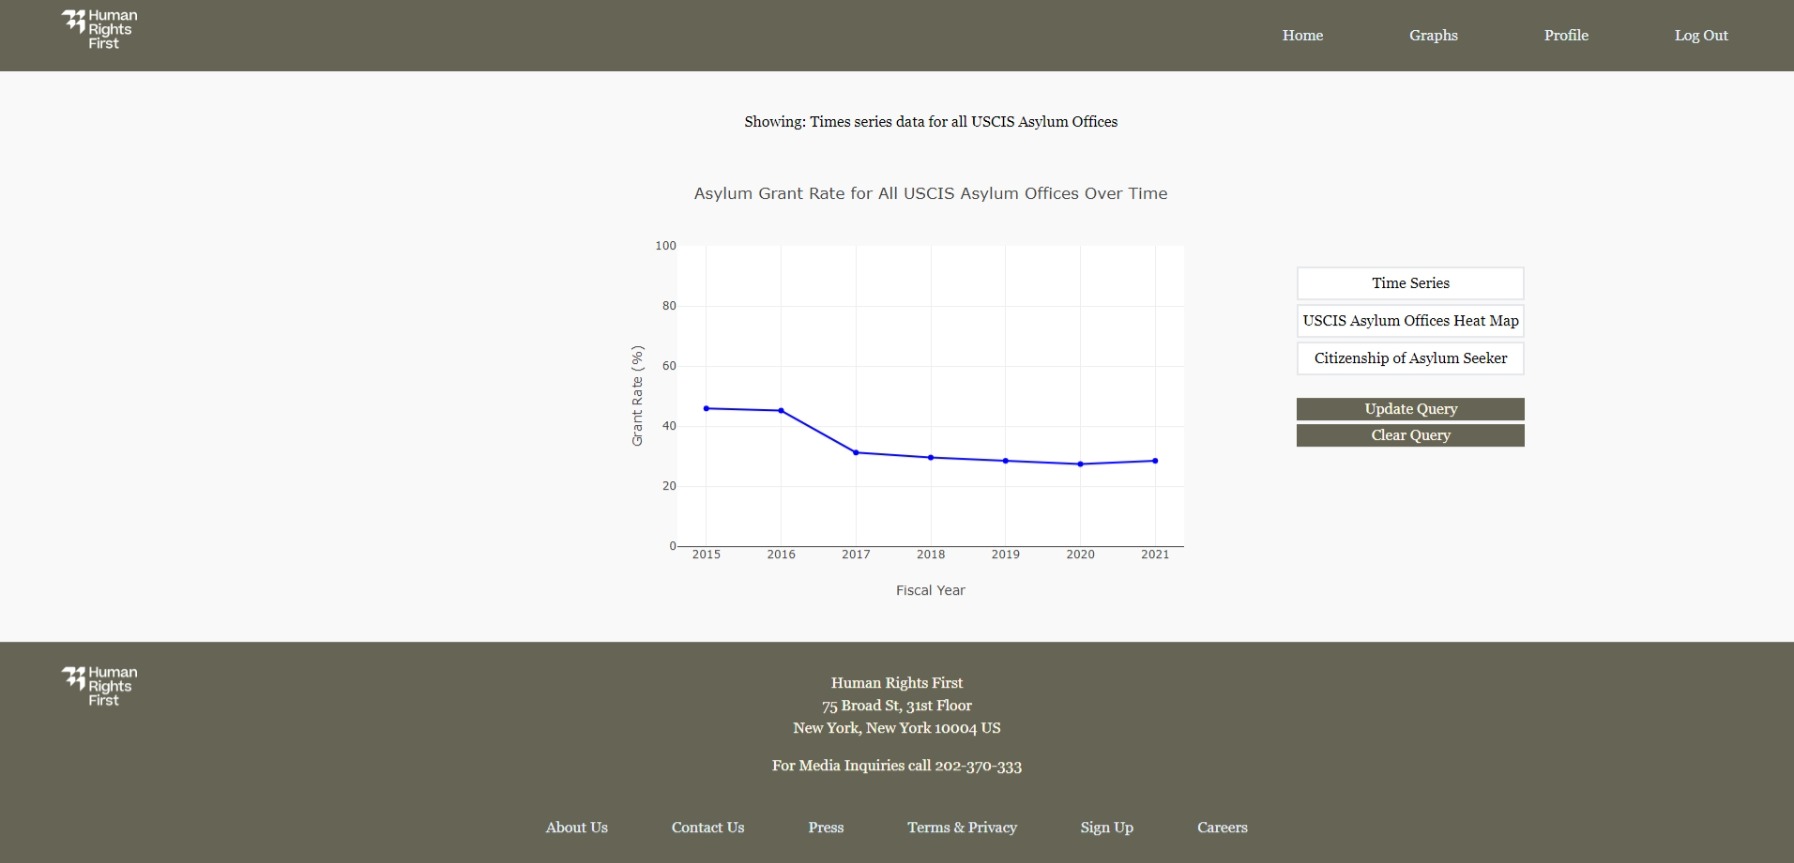 Human
Rights
First
Home
Graphs
Profile
Log Out
Showing: Times series data for all USCIS Asylum Offices
Asylum Grant Rate for All USCIS Asylum Offices Over Time
Grant Rate (%)
100
80
60
40
20
0
2015 2016 2017 2018 2019 2020 2021
Fiscal Year
Time Series
USCIS Asylum Offices Heat Map
Citizenship of Asylum Seeker
Update Query
Clear Query
Human
Rights
First
Human Rights First
75 Broad St, 31st Floor
New York, New York 10004 US
For Media Inquiries call 202-370-333
About Us
Contact Us
Press
Terms & Privacy
Sign Up
Careers